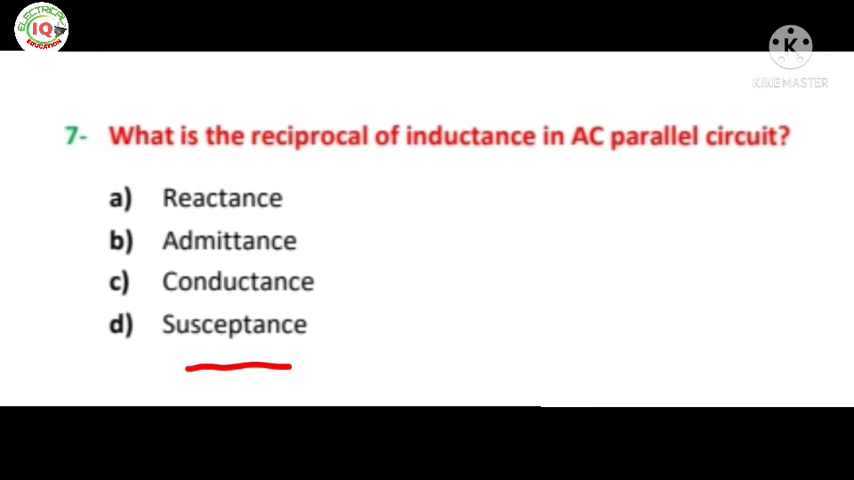 ELECTRICAL
IQ
EDUCATION
K
KINEMASTER
7- What is the reciprocal of inductance in AC parallel circuit?
a) Reactance
b) Admittance
c) Conductance
d) Susceptance